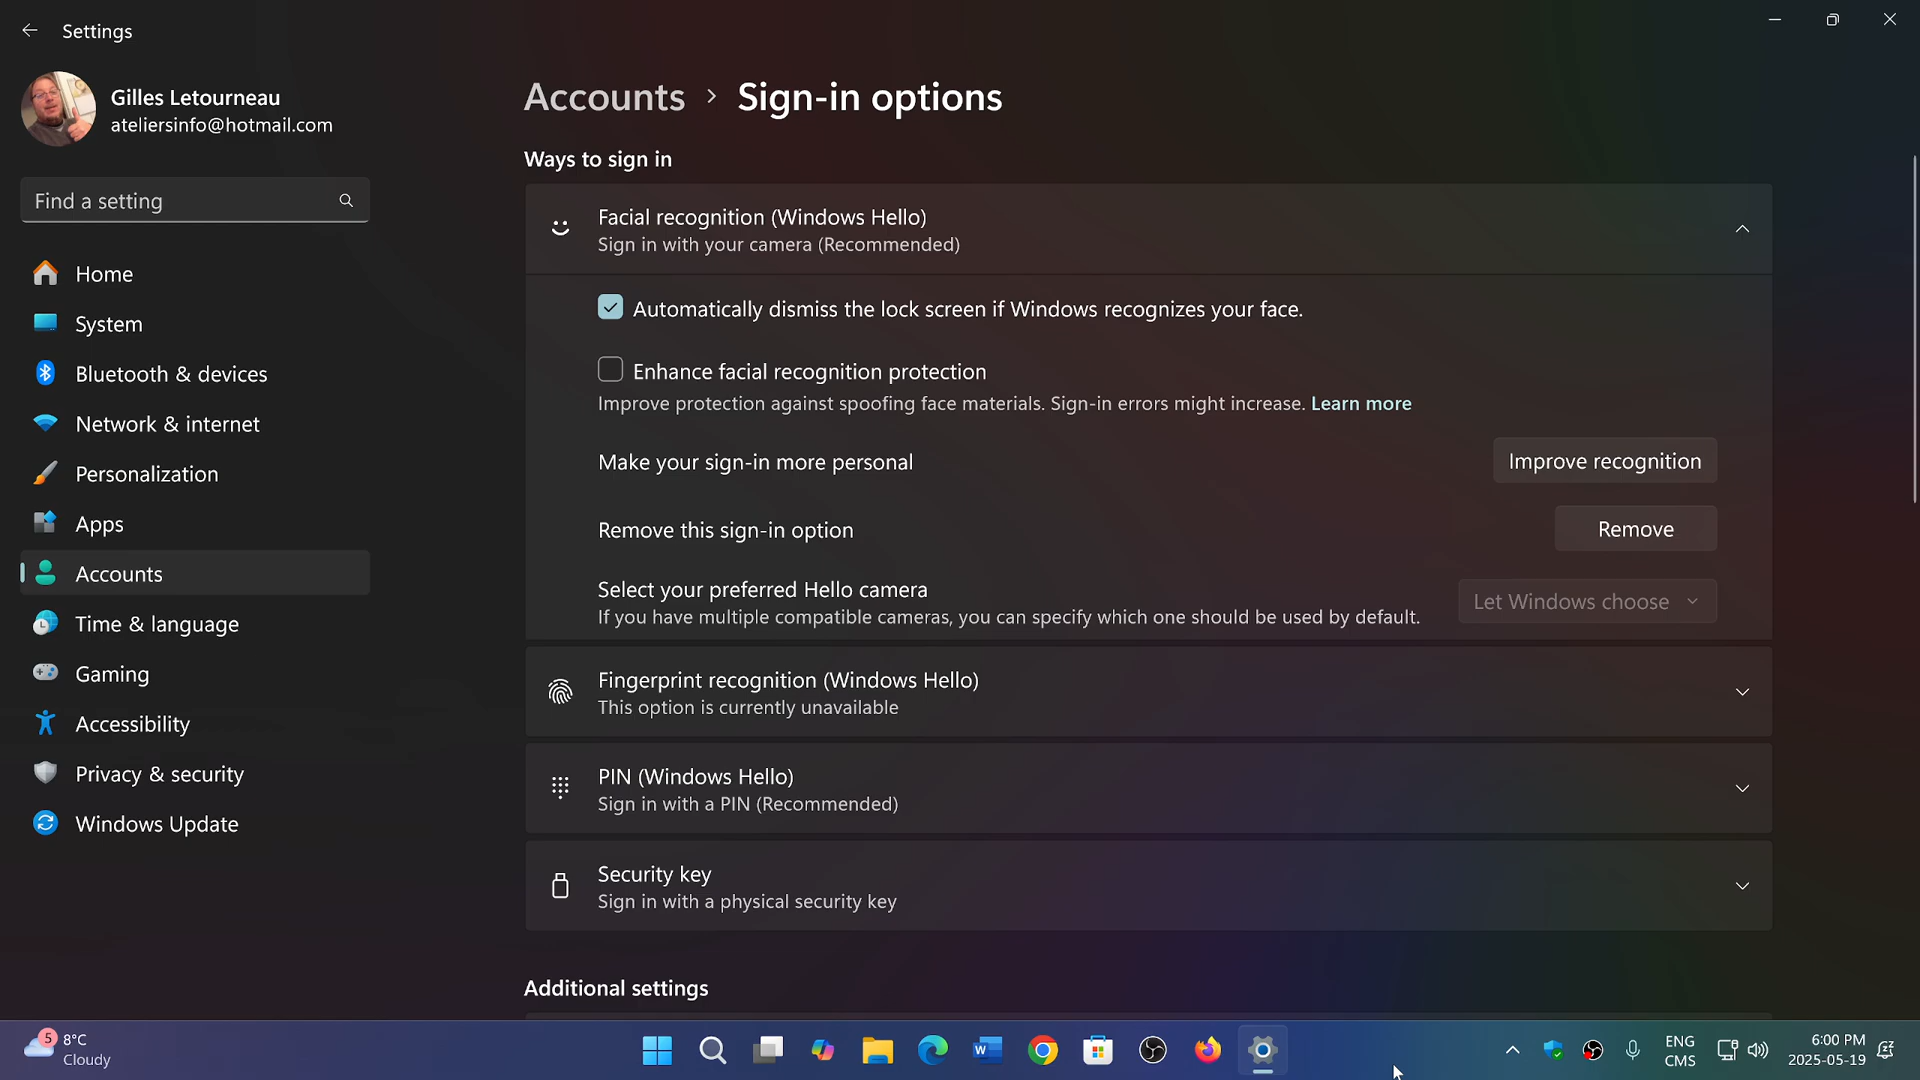 Settings
Gilles Letourneau
ateliersinfo@hotmail.com
Find a setting
Home
System
Bluetooth & devices
Network & internet
Personalization
Apps
Accounts
Time & language
Gaming
Accessibility
Privacy & security
Windows Update
Accounts > Sign-in options
Ways to sign in
Facial recognition (Windows Hello)
Sign in with your camera (Recommended)
Automatically dismiss the lock screen if Windows recognizes your face.
Enhance facial recognition protection
Improve protection against spoofing face materials. Sign-in errors might increase. Learn more
Make your sign-in more personal
Improve recognition
Remove this sign-in option
Remove
Select your preferred Hello camera
If you have multiple compatible cameras, you can specify which one should be used by default.
Let Windows choose
Fingerprint recognition (Windows Hello)
This option is currently unavailable
PIN (Windows Hello)
Sign in with a PIN (Recommended)
Security key
Sign in with a physical security key
Additional settings
5
8°C
Cloudy
W
ENG
CMS
6:00 PM
2025-05-19